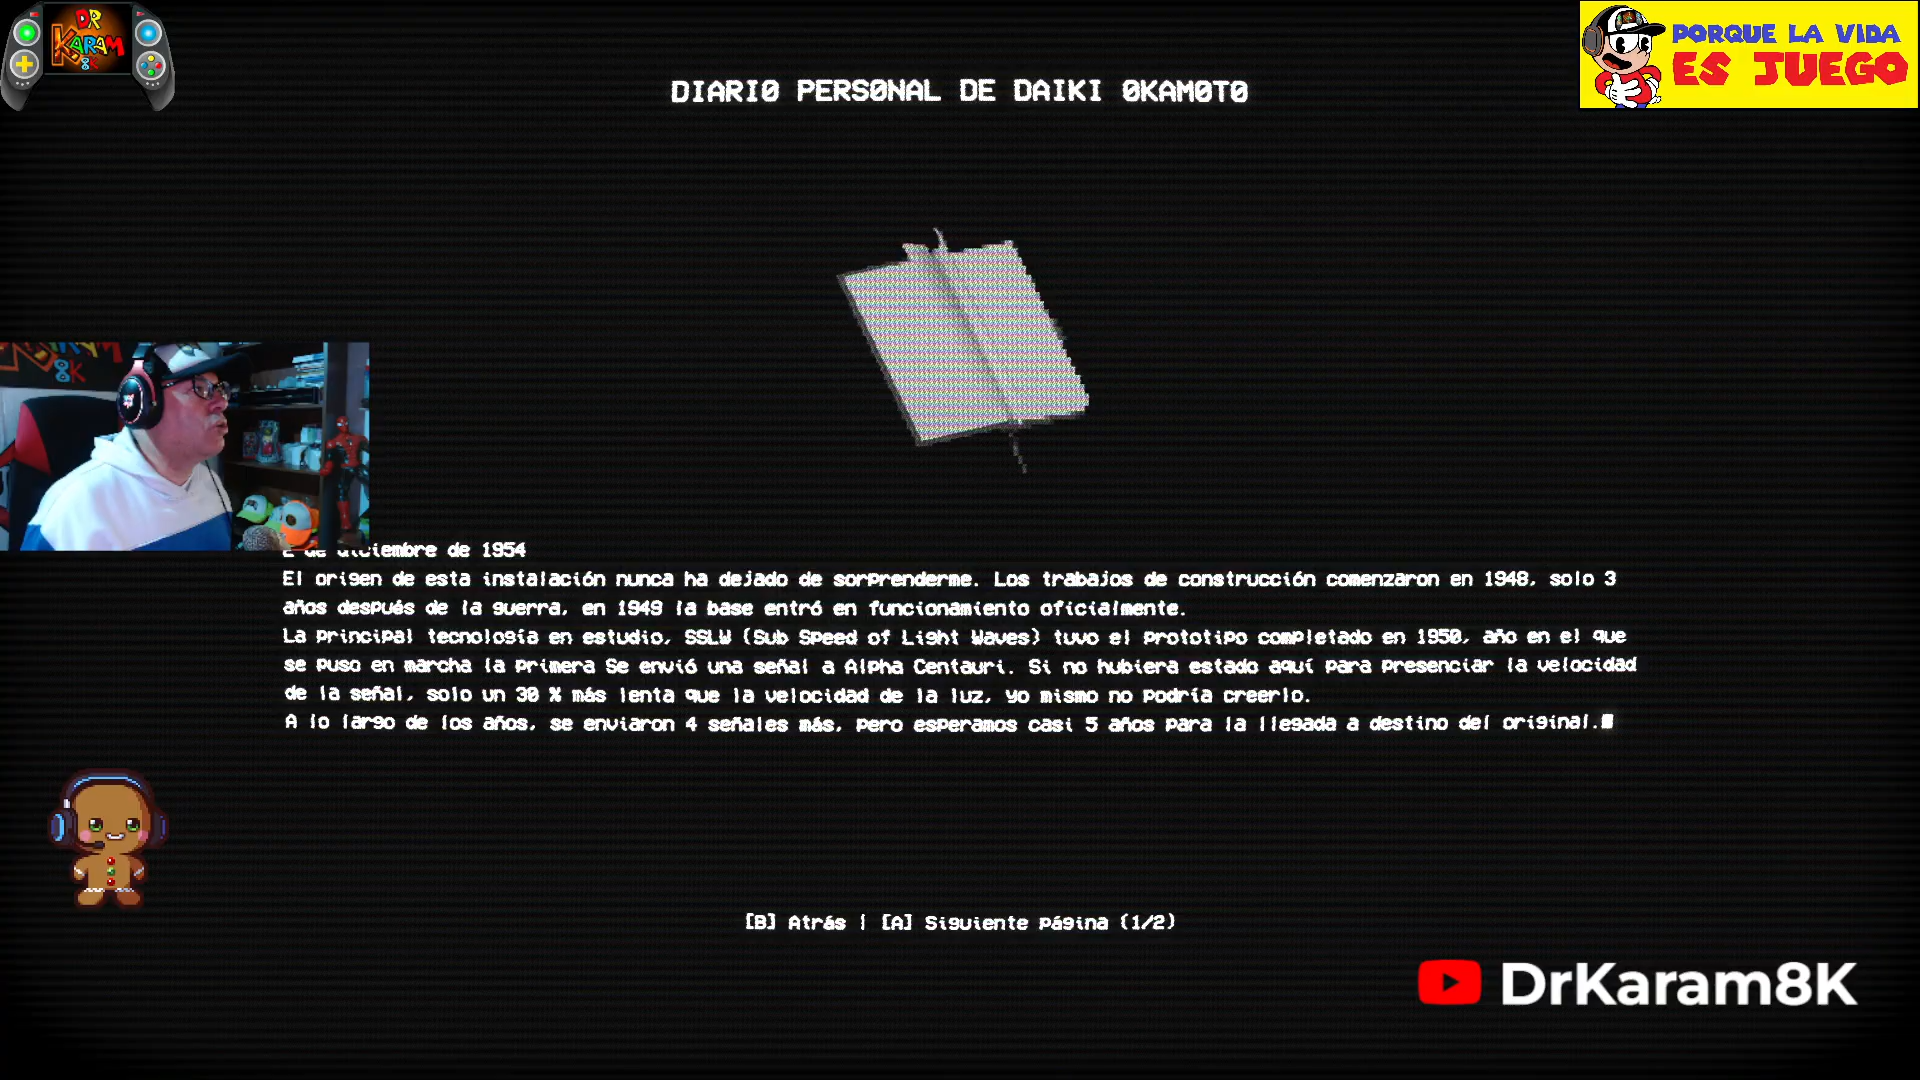 DR
KARAM
8K
PORQUE LA VIDA
ES JUEGO
DIARIO PERSONAL DE DAIKI OKAMOTO
8K
2 de diciembre de 1954
El origen de esta instalación nunca ha dejado de sorprenderme. Los trabajos de construcción comenzaron en 1948, solo 3
años después de la guerra, en 1949 la base entró en funcionamiento oficialmente.
La principal tecnología en estudio, SSLW (Sub Speed of Light Waves) tuvo el prototipo completado en 1950, año en el que
se puso en marcha la primera Se envió una señal a Alpha Centauri. Si no hubiera estado aquí para presenciar la velocidad
de la señal, solo un 30 % más lenta que la velocidad de la luz, yo mismo no podría creerlo.
A lo largo de los años, se enviaron 4 señales más, pero esperamos casi 5 años para la llegada a destino del original.
[B] Atrás | [A] Siguiente página (1/2)
DrKaram8K